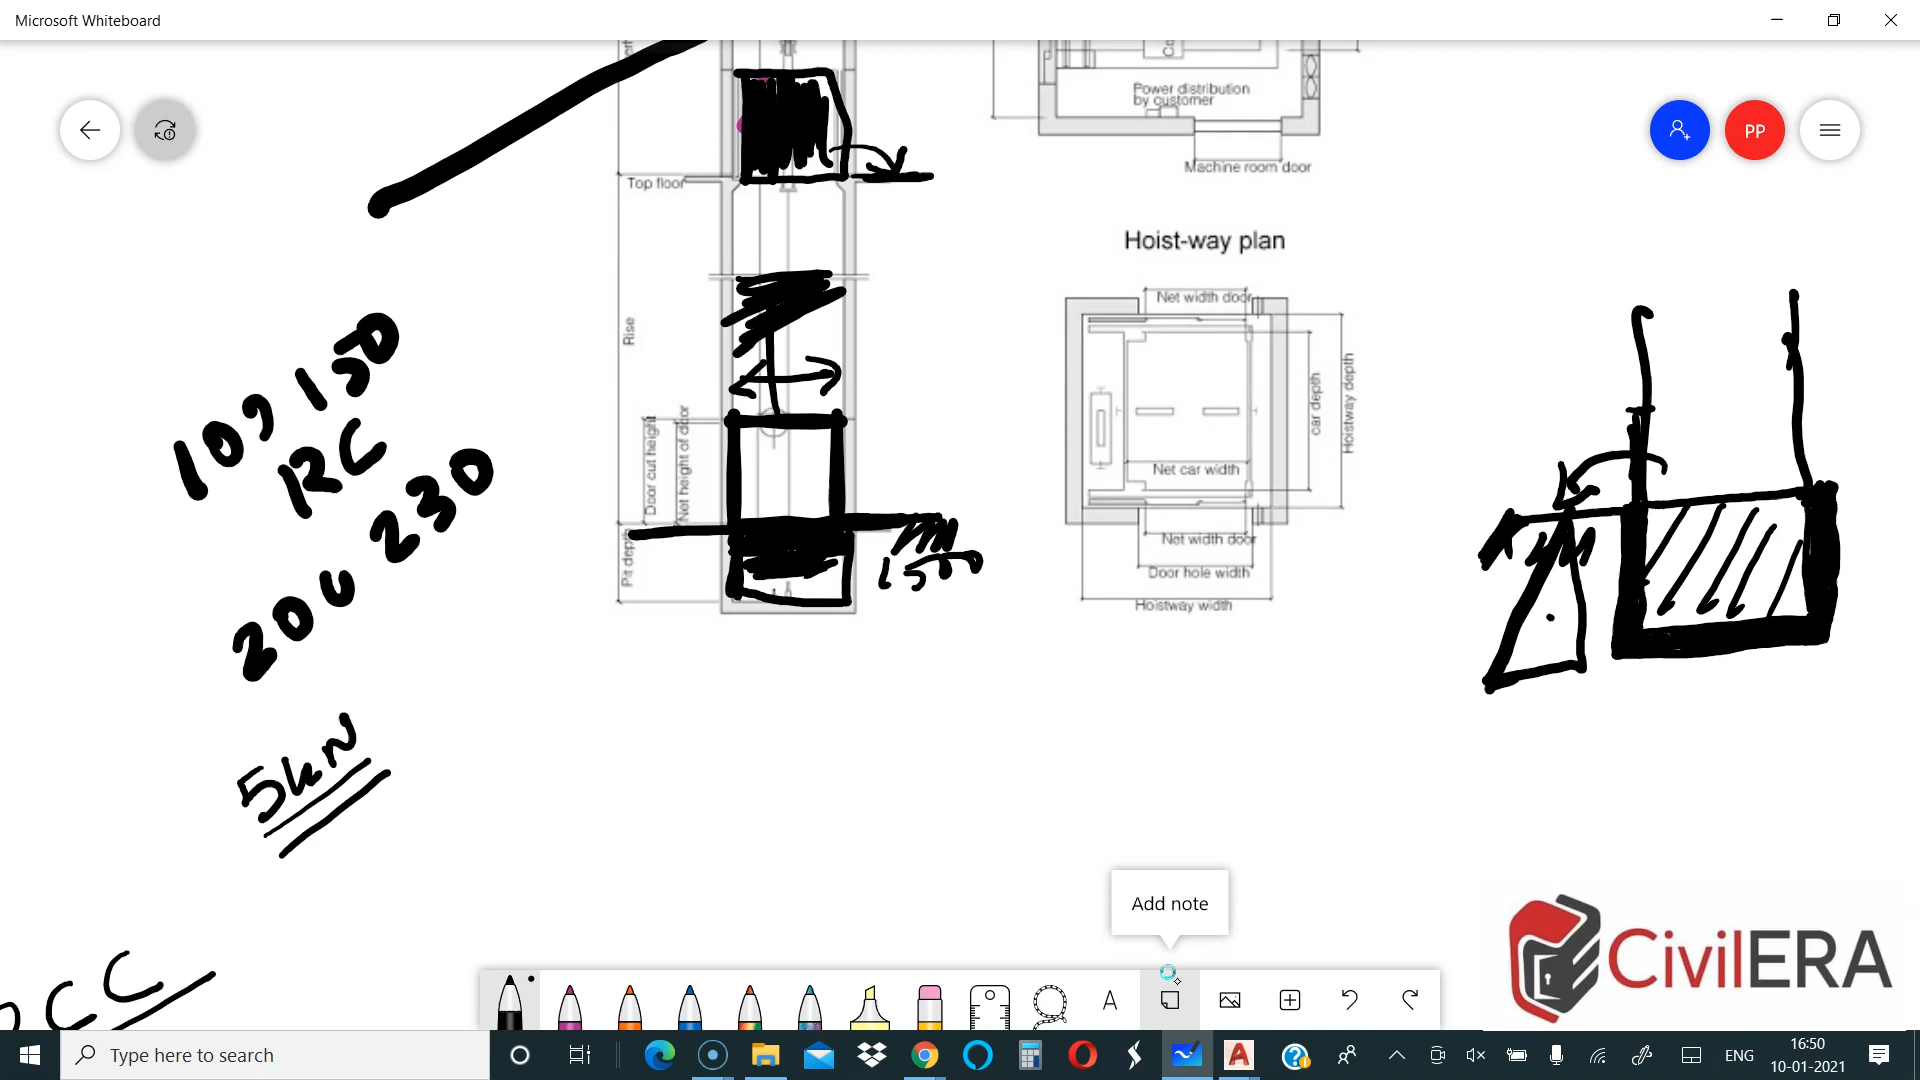 Microsoft Whiteboard
Power distribution
by customer
Machine room door
PP
Top floor
Hoist-way plan
Net width door
Rise
10, 150
RC
200 230
5kN
Door cut height
Net height of door
Pit depth
1500
car depth
Hoistway depth
Net car width
Net width door
Door hole width
Hoistway width
Add note
CivilERA
CC
A
Type here to search
ENG
16:50
10-01-2021